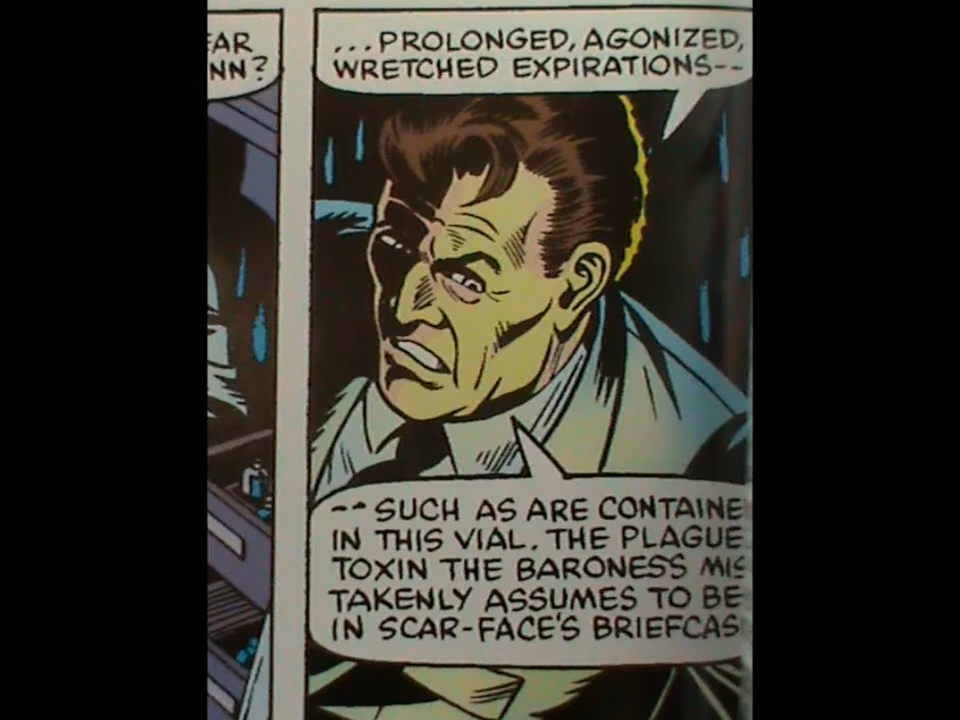 EAR
NN?
...PROLONGED, AGONIZED,
WRETCHED EXPIRATIONS--
--SUCH AS ARE CONTAINE
IN THIS VIAL. THE PLAGUE
TOXIN THE BARONESS MIS
TAKENLY ASSUMES TO BE
IN SCAR-FACE'S BRIEFCAS